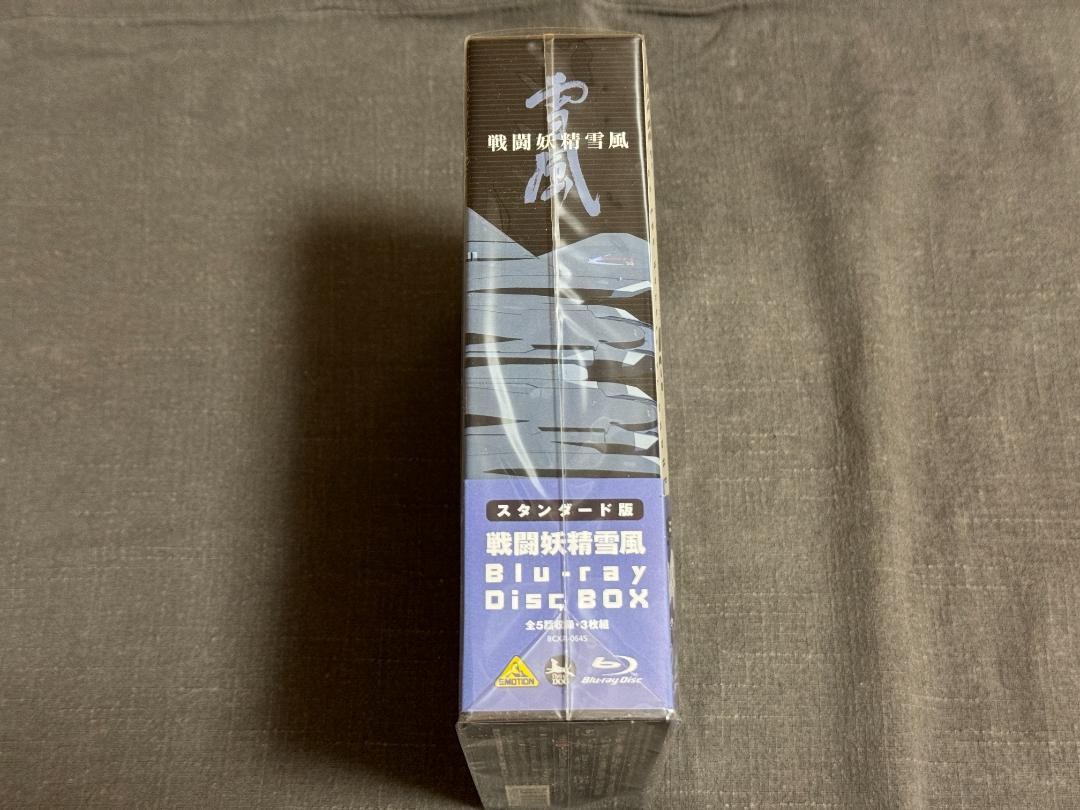 雪風
戦闘妖精雪風
スタンダード版
戦闘妖精雪風
Blu-ray
Disc BOX
全5話収録・3枚組
BCXA-0645
EMOTION
Blu-ray Disc